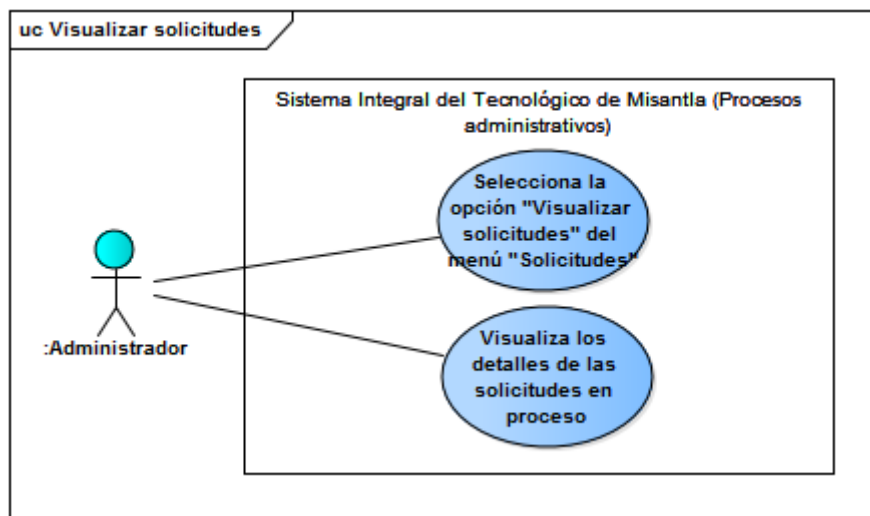 uc Visualizar solicitudes
Sistema Integral del Tecnológico de Misantla (Procesos
administrativos)
Selecciona la
opción "Visualizar
solicitudes" del
menú "Solicitudes"
:Administrador
Visualiza los
detalles de las
solicitudes en
proceso